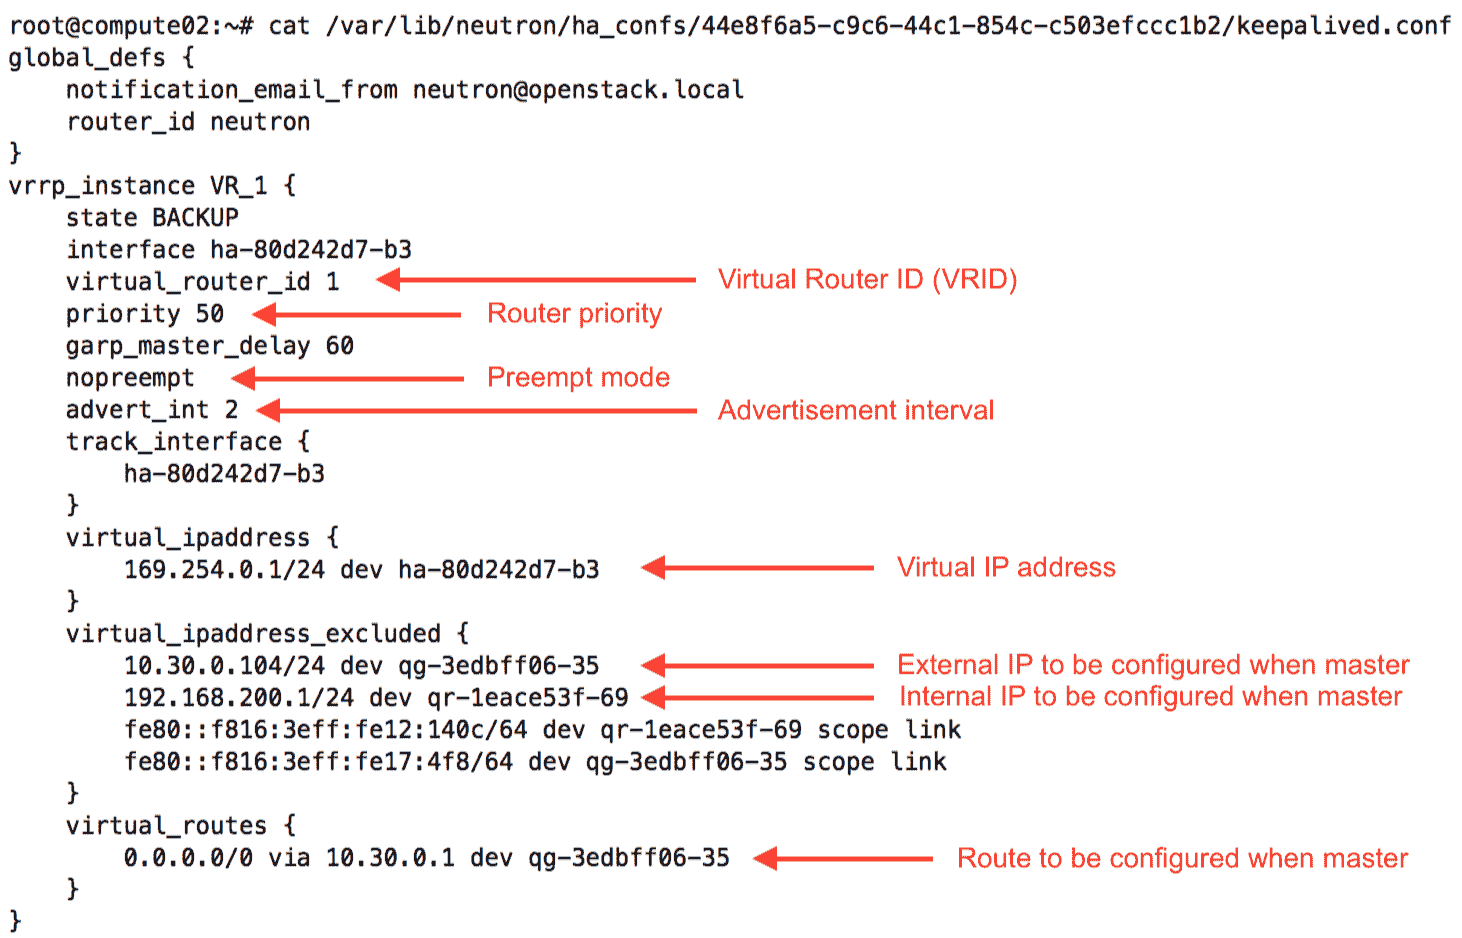 root@compute02:~# cat /var/lib/neutron/ha_confs/44e8f6a5-c9c6-44c1-854c-c503efccc1b2/keepalived.conf
global_defs {
    notification_email_from neutron@openstack.local
    router_id neutron
}
vrrp_instance VR_1 {
    state BACKUP
    interface ha-80d242d7-b3
    virtual_router_id 1 Virtual Router ID (VRID)
    priority 50 Router priority
    garp_master_delay 60
    nopreempt Preempt mode
    advert_int 2 Advertisement interval
    track_interface {
        ha-80d242d7-b3
    }
    virtual_ipaddress {
        169.254.0.1/24 dev ha-80d242d7-b3 Virtual IP address
    }
    virtual_ipaddress_excluded {
        10.30.0.104/24 dev qg-3edbff06-35 External IP to be configured when master
        192.168.200.1/24 dev qr-1eace53f-69 Internal IP to be configured when master
        fe80::f816:3eff:fe12:140c/64 dev qr-1eace53f-69 scope link
        fe80::f816:3eff:fe17:4f8/64 dev qg-3edbff06-35 scope link
    }
    virtual_routes {
        0.0.0.0/0 via 10.30.0.1 dev qg-3edbff06-35 Route to be configured when master
    }
}